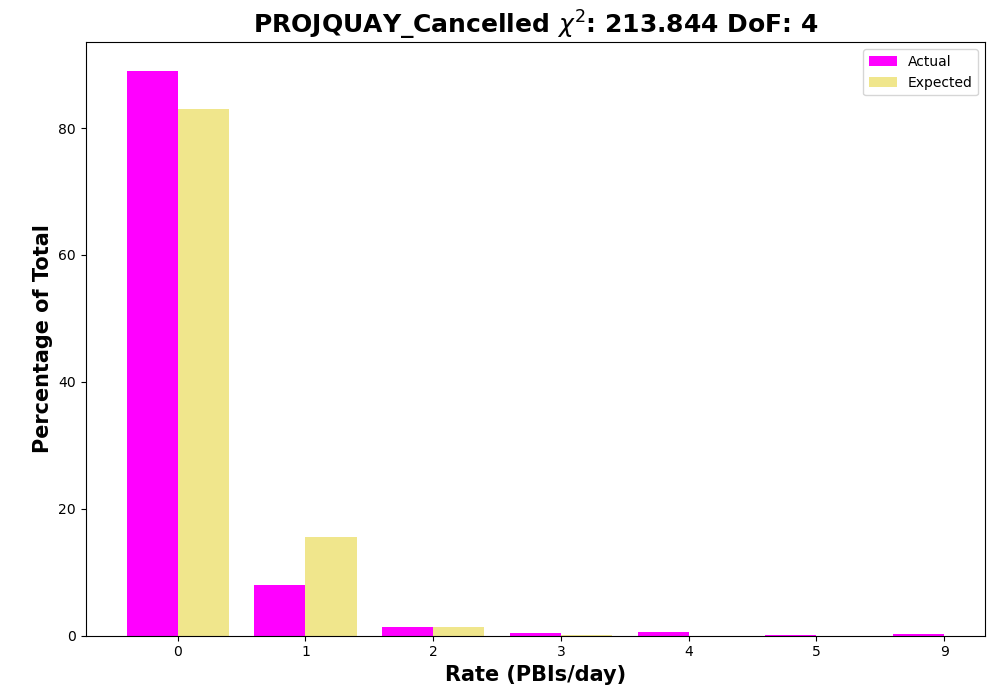 PROJQUAY_Cancelled χ²: 213.844 DoF: 4
Actual
Expected
Percentage of Total
80
60
40
20
0
0 1 2 3 4 5 9
Rate (PBIs/day)